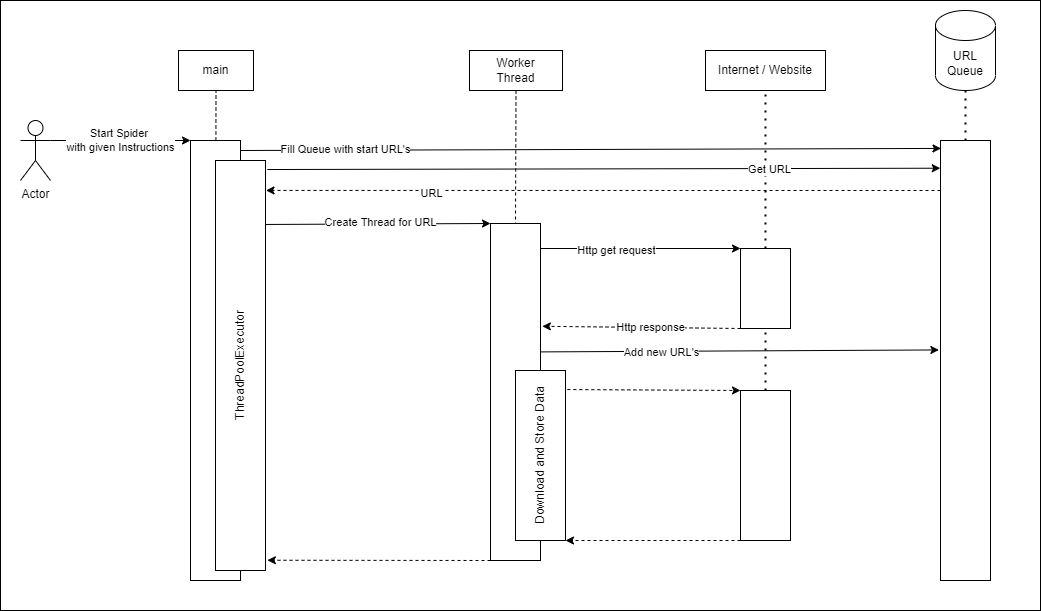 URL
Queue
main
Worker
Thread
Internet / Website
Start Spider
with given Instructions
Actor
Fill Queue with start URL's
Get URL
URL
Create Thread for URL
Http get request
Http response
Add new URL's
ThreadPoolExecutor
Download and Store Data